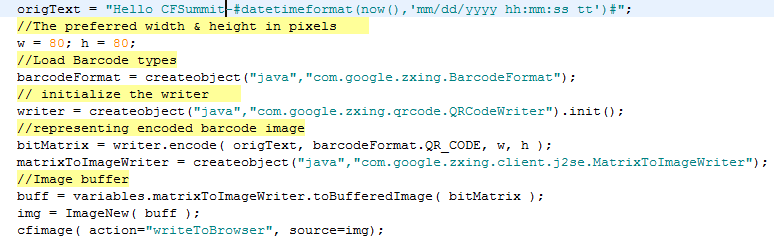 origText = "Hello CFSummit-#datetimeformat(now(),'mm/dd/yyyy hh:mm:ss tt')#";
//The preferred width & height in pixels
w = 80; h = 80;
//Load Barcode types
barcodeFormat = createobject("java","com.google.zxing.BarcodeFormat");
// initialize the writer
writer = createobject("java","com.google.zxing.qrcode.QRCodeWriter").init();
//representing encoded barcode image
bitMatrix = writer.encode( origText, barcodeFormat.QR_CODE, w, h );
matrixToImageWriter = createobject("java","com.google.zxing.client.j2se.MatrixToImageWriter");
//Image buffer
buff = variables.matrixToImageWriter.toBufferedImage( bitMatrix );
img = ImageNew( buff );
cfimage( action="writeToBrowser", source=img);